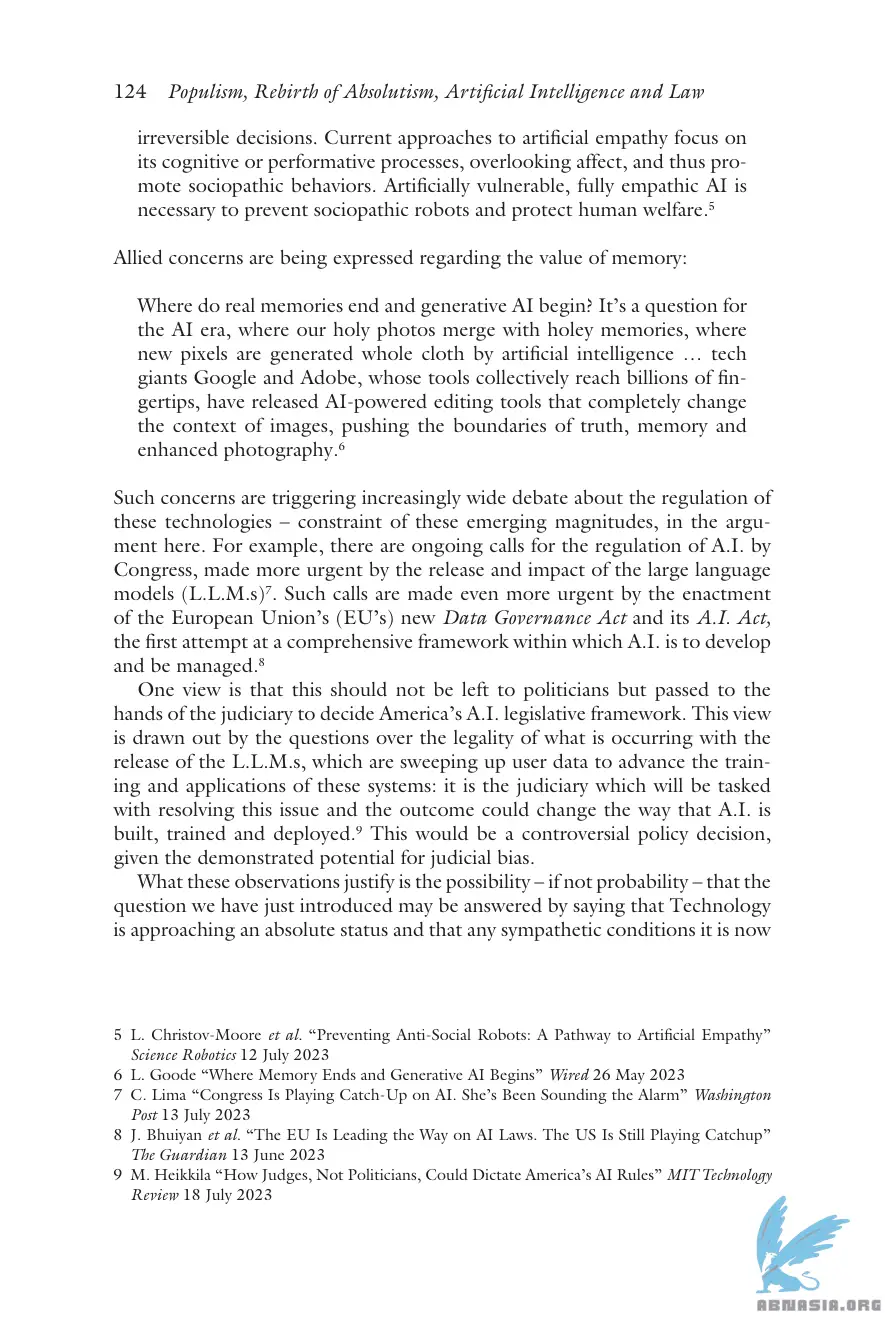 124 Populism, Rebirth of Absolutism, Artificial Intelligence and Law
irreversible decisions. Current approaches to artificial empathy focus on
its cognitive or performative processes, overlooking affect, and thus pro-
mote sociopathic behaviors. Artificially vulnerable, fully empathic AI is
necessary to prevent sociopathic robots and protect human welfare.⁵
Allied concerns are being expressed regarding the value of memory:
Where do real memories end and generative AI begin? It’s a question for
the AI era, where our holy photos merge with holey memories, where
new pixels are generated whole cloth by artificial intelligence … tech
giants Google and Adobe, whose tools collectively reach billions of fin-
gertips, have released AI-powered editing tools that completely change
the context of images, pushing the boundaries of truth, memory and
enhanced photography.⁶
Such concerns are triggering increasingly wide debate about the regulation of
these technologies – constraint of these emerging magnitudes, in the argu-
ment here. For example, there are ongoing calls for the regulation of A.I. by
Congress, made more urgent by the release and impact of the large language
models (L.L.M.s)⁷. Such calls are made even more urgent by the enactment
of the European Union’s (EU’s) new Data Governance Act and its A.I. Act,
the first attempt at a comprehensive framework within which A.I. is to develop
and be managed.⁸
One view is that this should not be left to politicians but passed to the
hands of the judiciary to decide America’s A.I. legislative framework. This view
is drawn out by the questions over the legality of what is occurring with the
release of the L.L.M.s, which are sweeping up user data to advance the train-
ing and applications of these systems: it is the judiciary which will be tasked
with resolving this issue and the outcome could change the way that A.I. is
built, trained and deployed.⁹ This would be a controversial policy decision,
given the demonstrated potential for judicial bias.
What these observations justify is the possibility – if not probability – that the
question we have just introduced may be answered by saying that Technology
is approaching an absolute status and that any sympathetic conditions it is now
5 L. Christov-Moore et al. “Preventing Anti-Social Robots: A Pathway to Artificial Empathy”
Science Robotics 12 July 2023
6 L. Goode “Where Memory Ends and Generative AI Begins” Wired 26 May 2023
7 C. Lima “Congress Is Playing Catch-Up on AI. She’s Been Sounding the Alarm” Washington
Post 13 July 2023
8 J. Bhuiyan et al. “The EU Is Leading the Way on AI Laws. The US Is Still Playing Catchup”
The Guardian 13 June 2023
9 M. Heikkila “How Judges, Not Politicians, Could Dictate America’s AI Rules” MIT Technology
Review 18 July 2023
ABNASIA.ORG